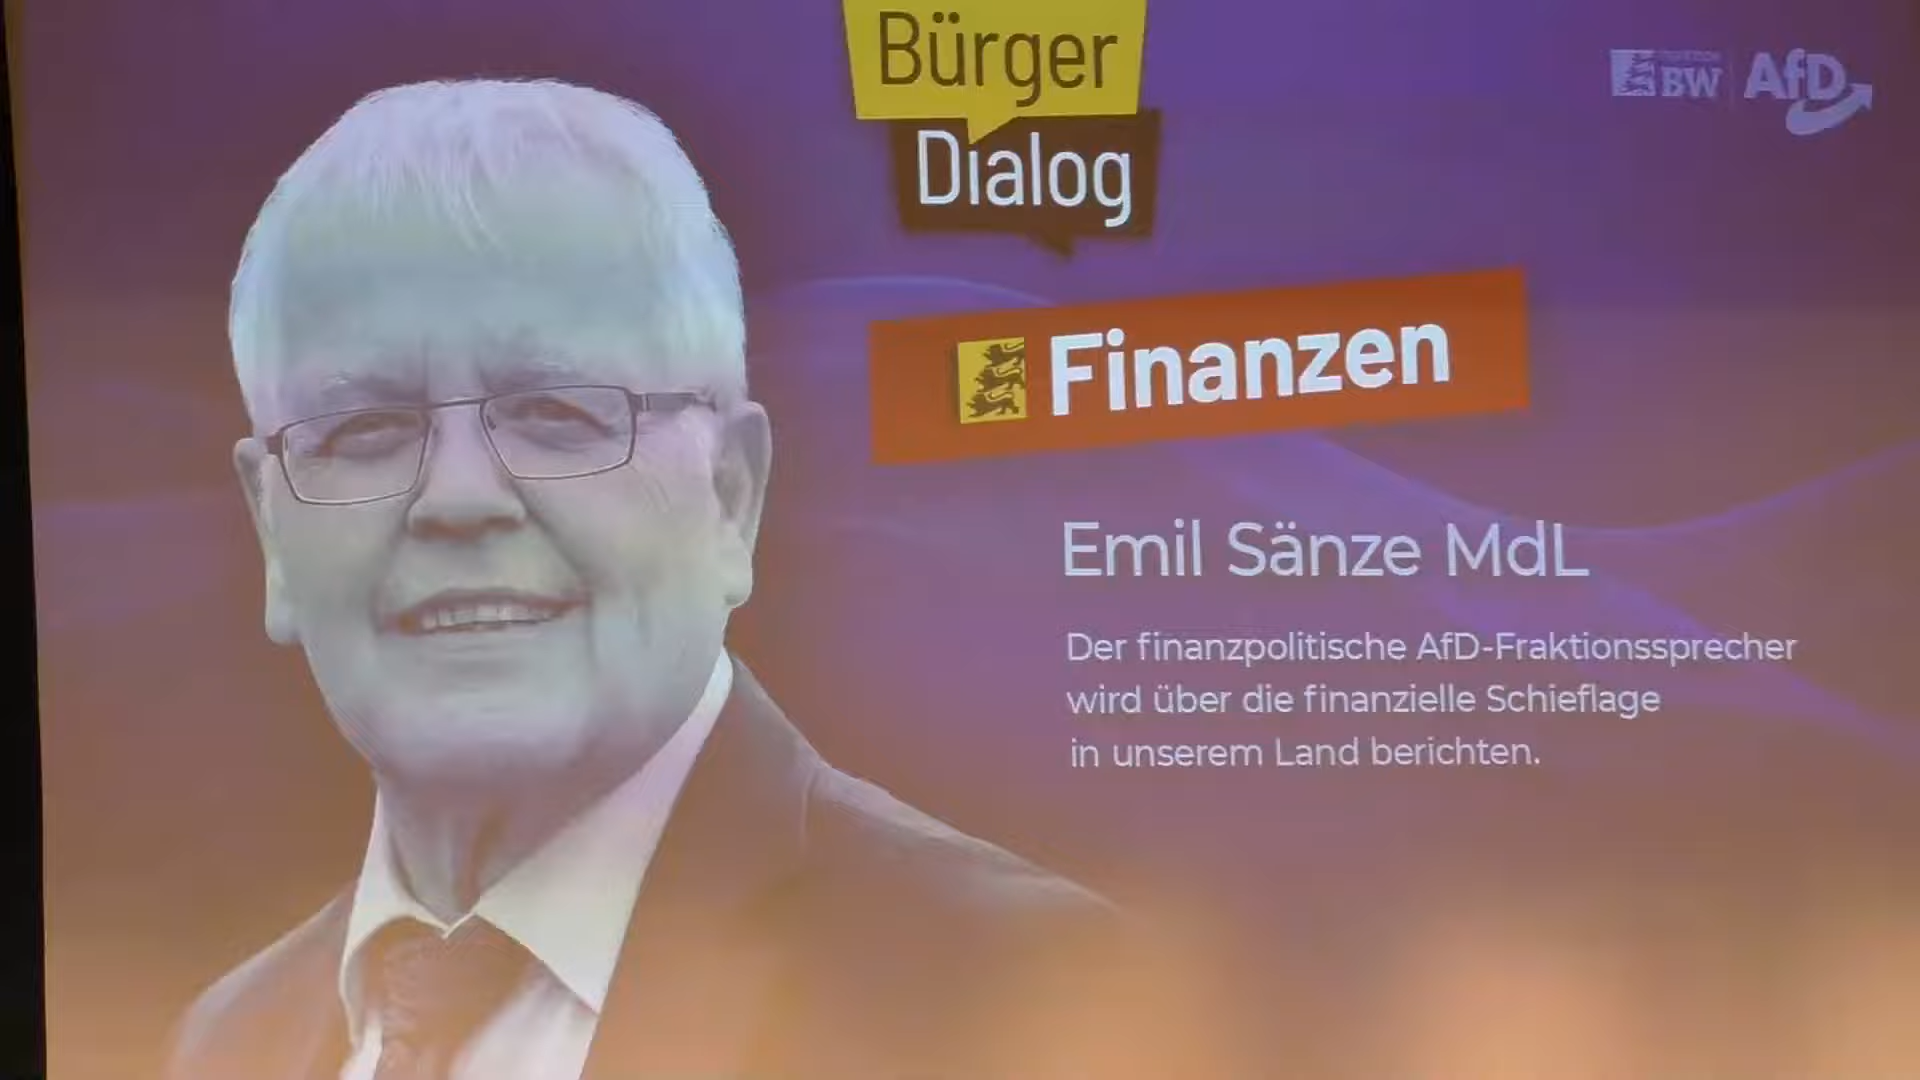 Bürger
Dialog
BW AfD
Finanzen
Emil Sänze MdL
Der finanzpolitische AfD-Fraktionssprecher
wird über die finanzielle Schieflage
in unserem Land berichten.